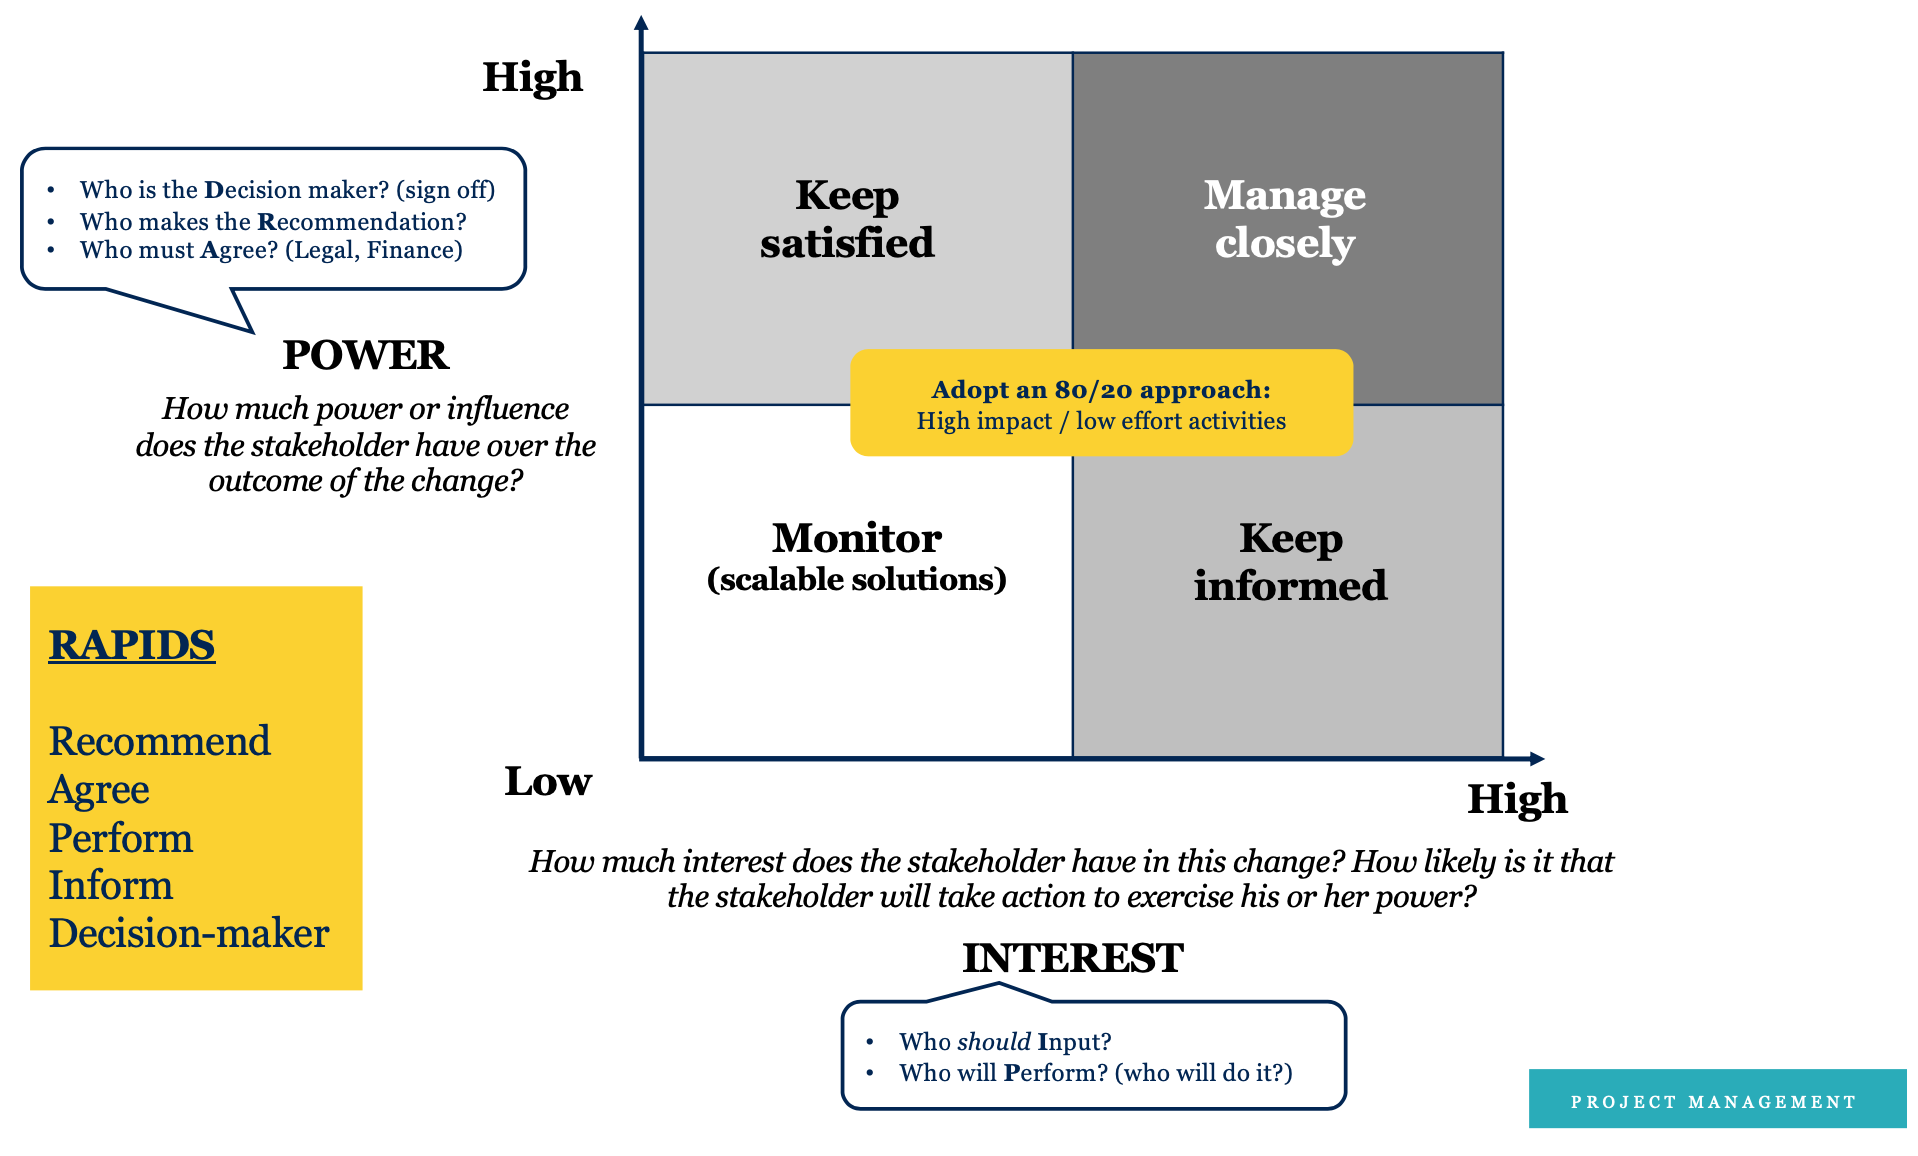 High
• Who is the Decision maker? (sign off)
• Who makes the Recommendation?
• Who must Agree? (Legal, Finance)
POWER
How much power or influence
does the stakeholder have over the
outcome of the change?
Keep
satisfied
Manage
closely
Adopt an 80/20 approach:
High impact / low effort activities
Monitor
(scalable solutions)
Keep
informed
RAPIDS
Recommend
Agree
Perform
Inform
Decision-maker
Low
High
How much interest does the stakeholder have in this change? How likely is it that
the stakeholder will take action to exercise his or her power?
INTEREST
• Who should Input?
• Who will Perform? (who will do it?)
PROJECT MANAGEMENT